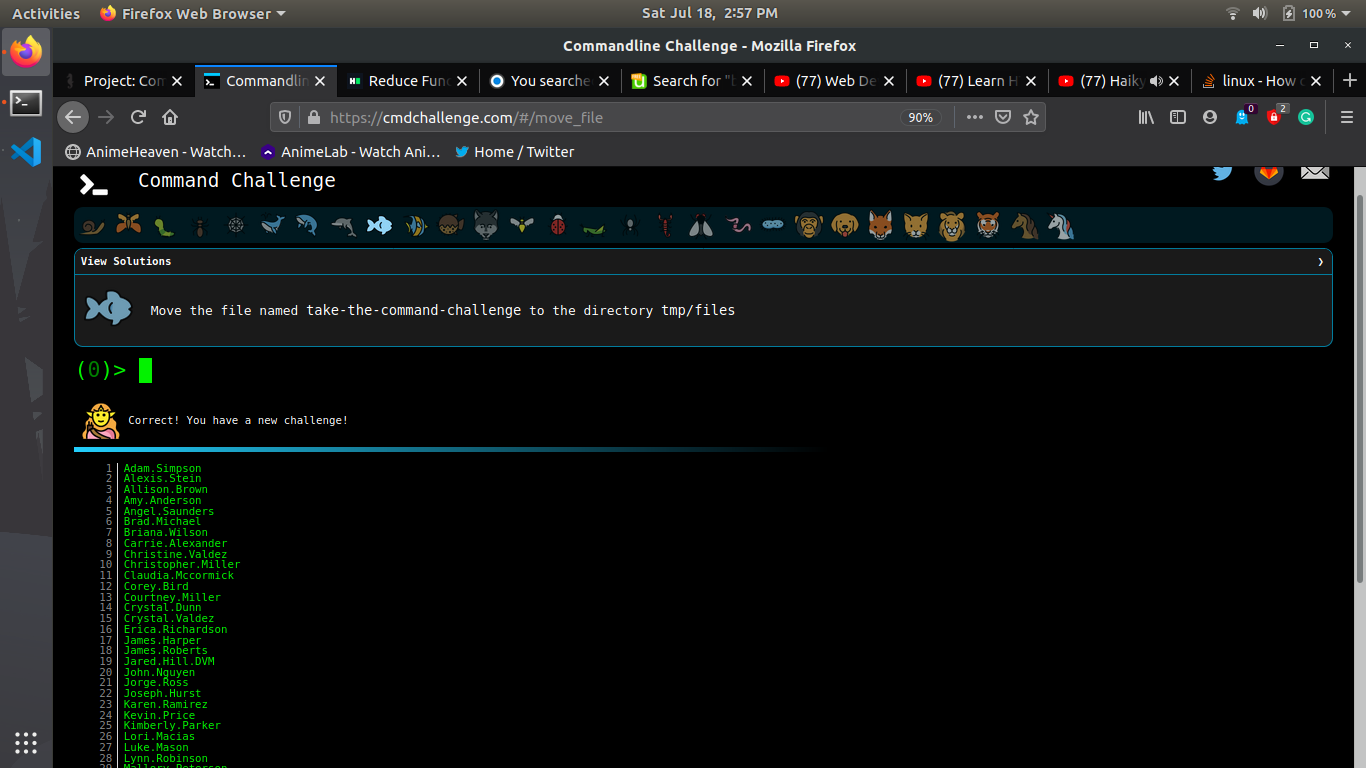 Activities Firefox Web Browser Sat Jul 18, 2:57 PM 100%
Commandline Challenge - Mozilla Firefox
Project: Com Commandlin Reduce Func You searche Search for "b (77) Web De (77) Learn H (77) Haiky linux - How
https://cmdchallenge.com/#/move_file 90% 0 2
AnimeHeaven - Watch... AnimeLab - Watch Ani... Home / Twitter
Command Challenge
View Solutions
Move the file named take-the-command-challenge to the directory tmp/files
(0)>
Correct! You have a new challenge!
1 Adam.Simpson
2 Alexis.Stein
3 Allison.Brown
4 Amy.Anderson
5 Angel.Saunders
6 Brad.Michael
7 Briana.Wilson
8 Carrie.Alexander
9 Christine.Valdez
10 Christopher.Miller
11 Claudia.Mccormick
12 Corey.Bird
13 Courtney.Miller
14 Crystal.Dunn
15 Crystal.Valdez
16 Erica.Richardson
17 James.Harper
18 James.Roberts
19 Jared.Hill.DVM
20 John.Nguyen
21 Jorge.Ross
22 Joseph.Hurst
23 Karen.Ramirez
24 Kevin.Price
25 Kimberly.Parker
26 Lori.Macias
27 Luke.Mason
28 Lynn.Robinson
29 Mallory.Peterson